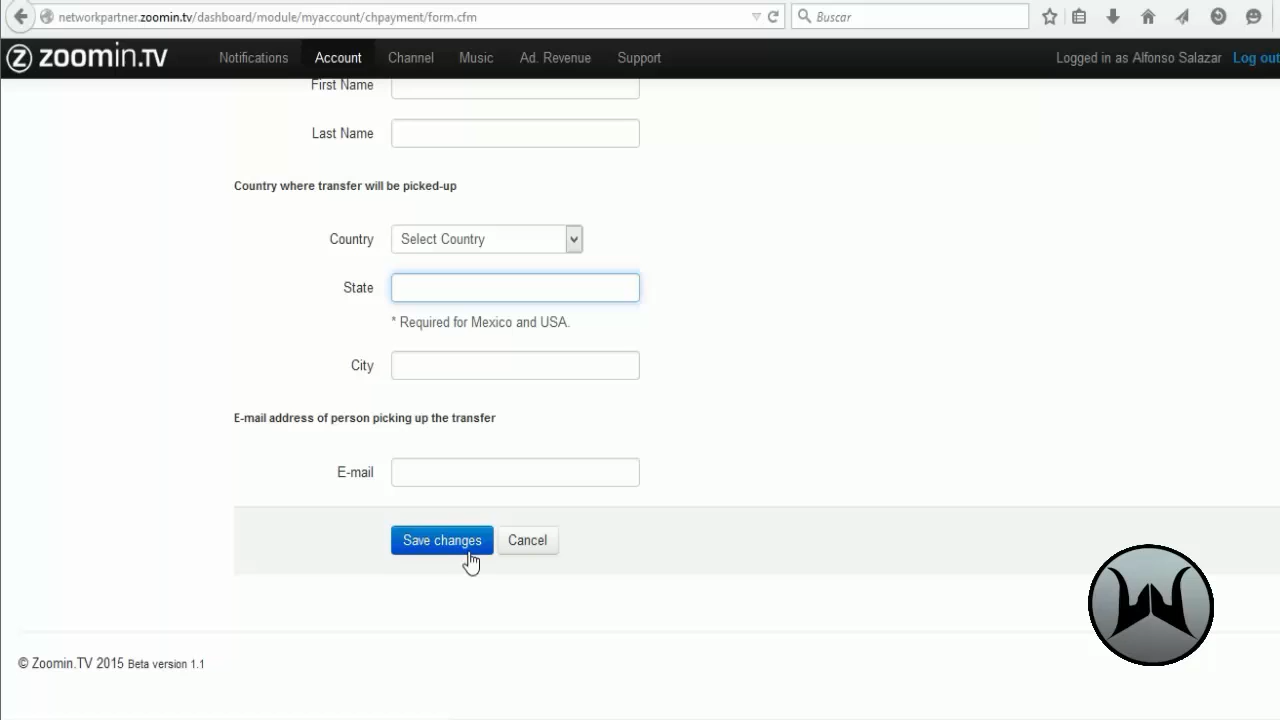 networkpartner.zoomin.tv/dashboard/module/myaccount/chpayment/form.cfm
Buscar
zoomin.tv Notifications Account Channel Music Ad. Revenue Support Logged in as Alfonso Salazar Log out
First Name
Last Name
Country where transfer will be picked-up
Country Select Country
State
* Required for Mexico and USA.
City
E-mail address of person picking up the transfer
E-mail
Save changes Cancel
© Zoomin.TV 2015 Beta version 1.1